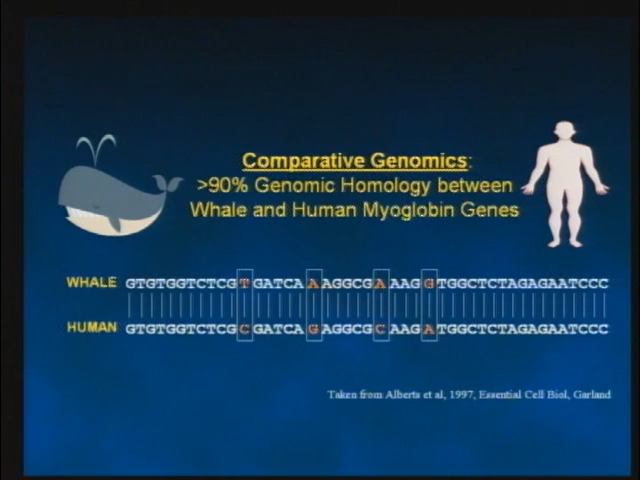 Comparative Genomics:
>90% Genomic Homology between
Whale and Human Myoglobin Genes
WHALE GTGTGGTCTCGTGATCAAAGGCGAAAGGTGGCTCTAGAGAATCCC
HUMAN GTGTGGTCTCGCGATCAGAGGCGCAAGATGGCTCTAGAGAATCCC
Taken from Alberts et al, 1997, Essential Cell Biol, Garland